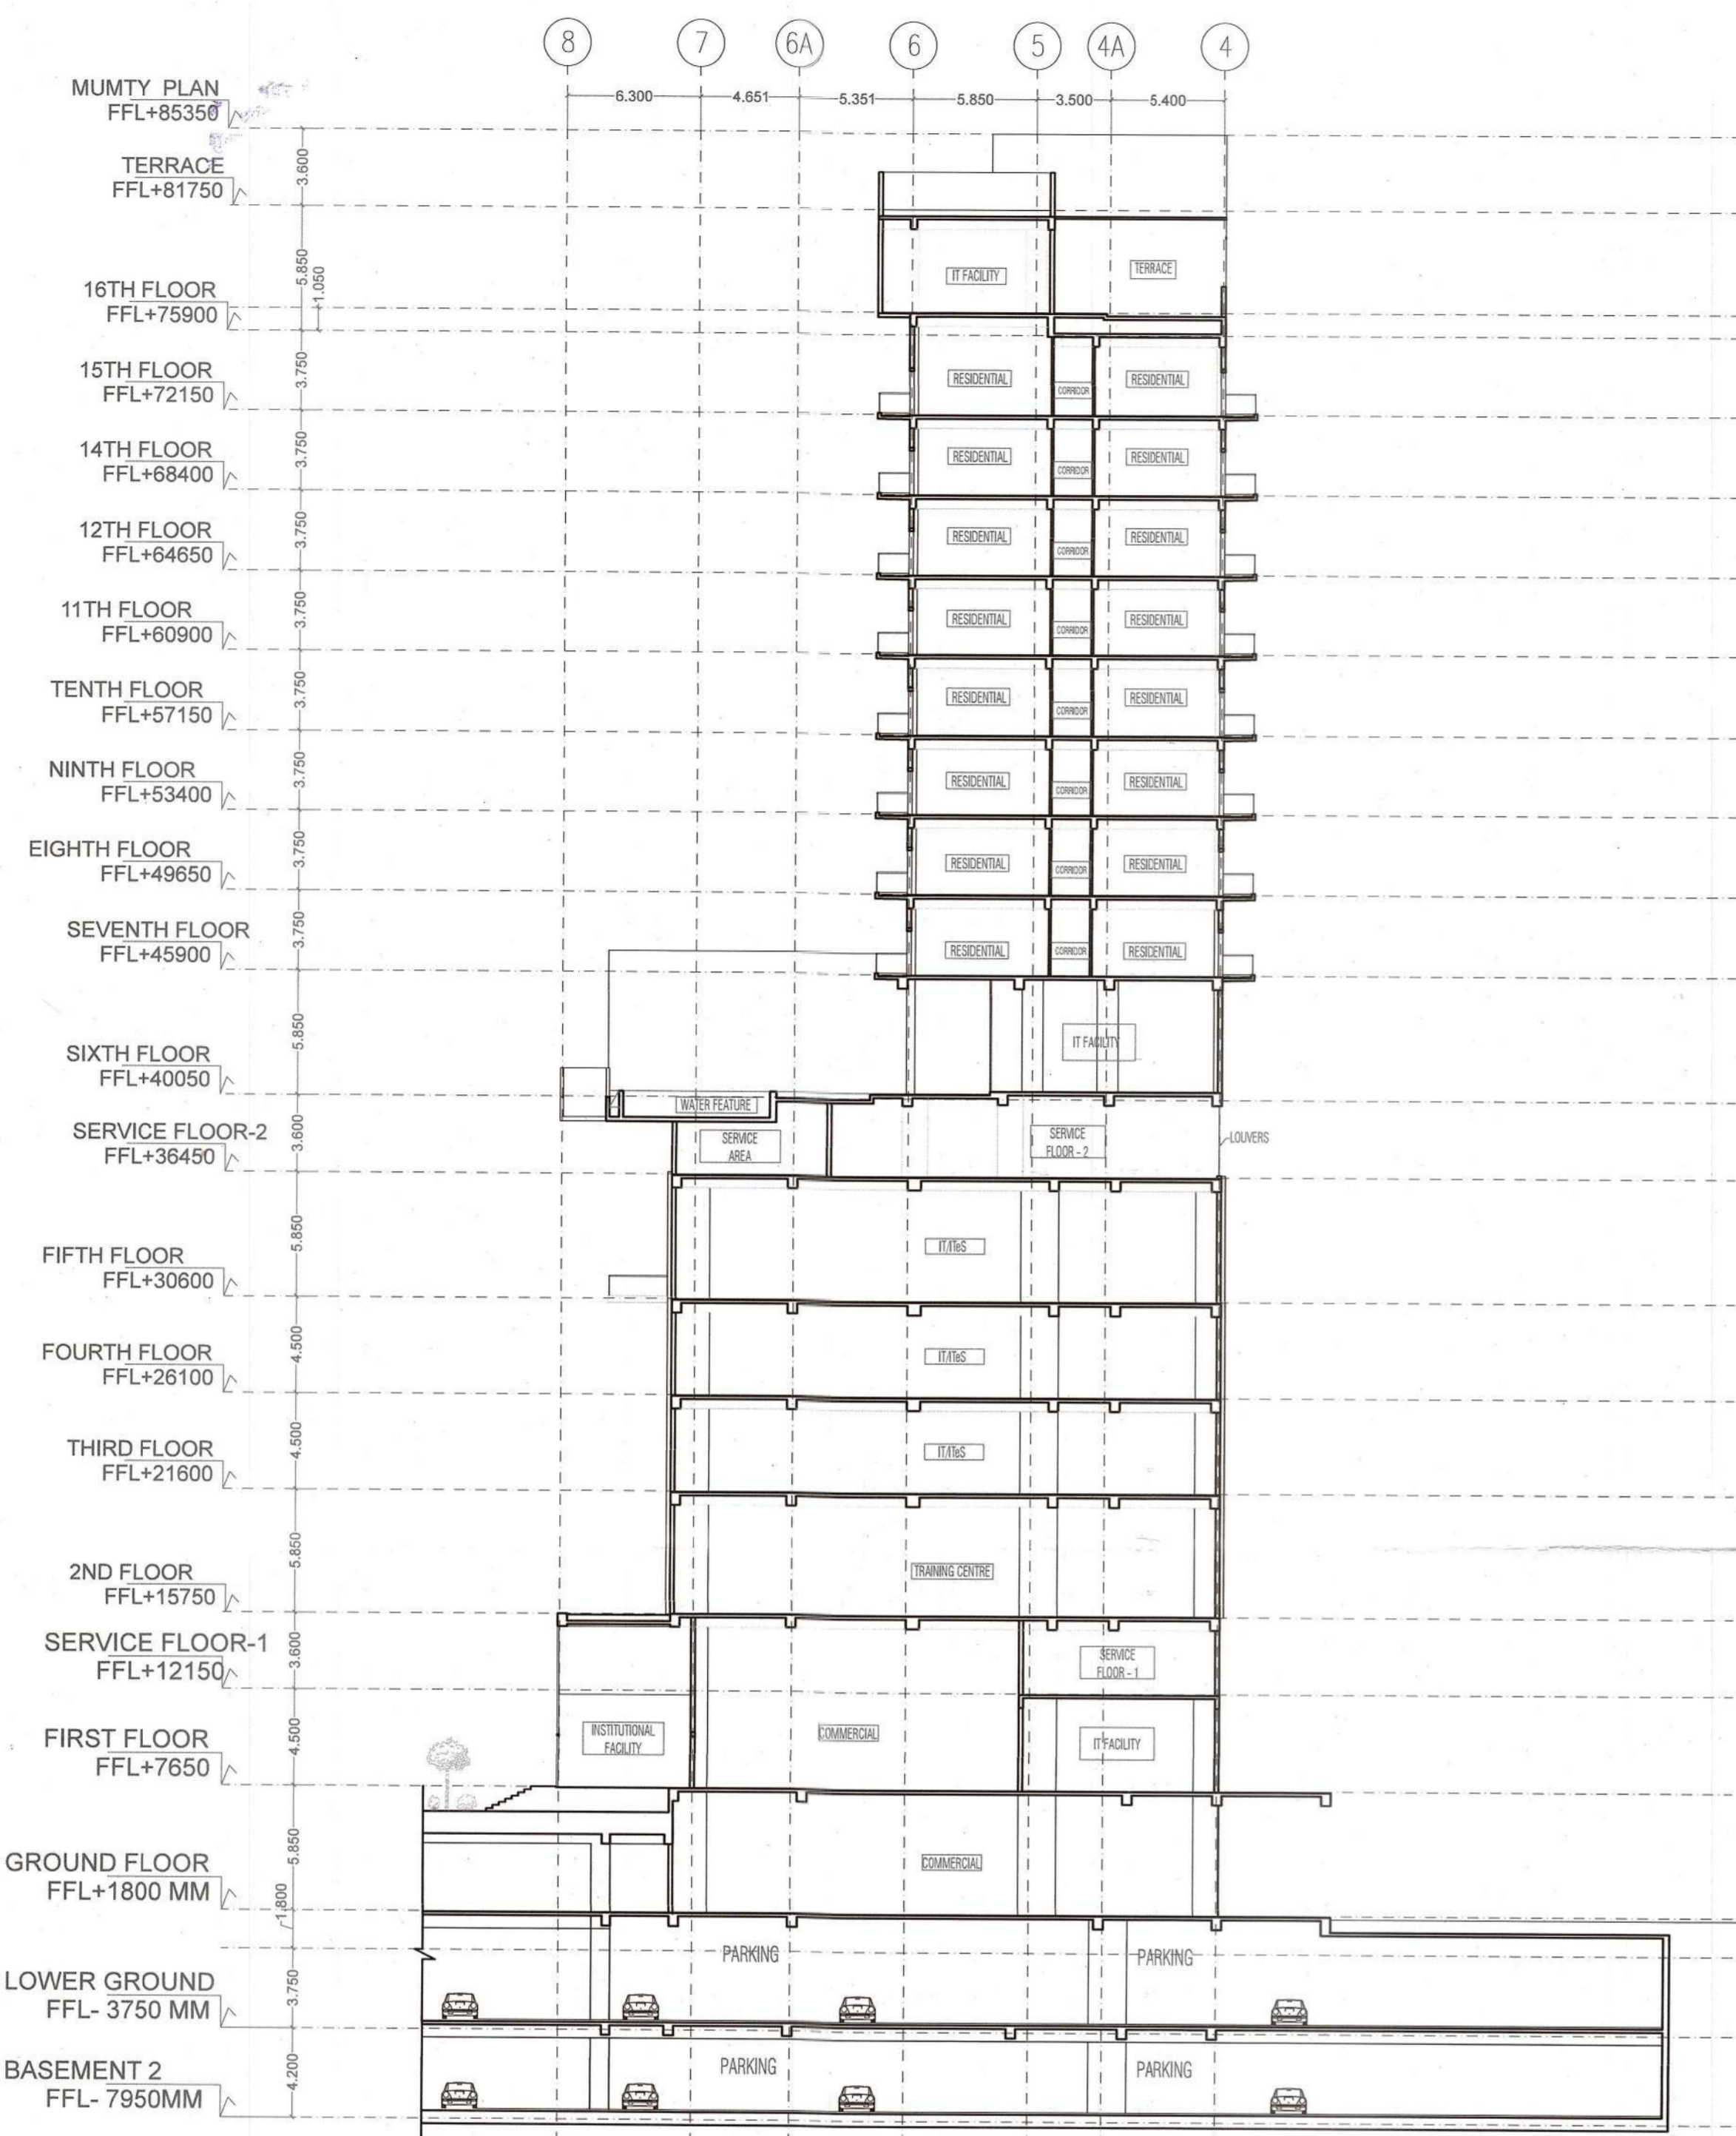 8 7 6A 6 5 4A 4
6.300 4.651 5.351 5.850 3.500 5.400
MUMTY PLAN
FFL+85350
3.600
TERRACE
FFL+81750
5.850
1.050
IT FACILITY TERRACE
16TH FLOOR
FFL+75900
3.750
15TH FLOOR
FFL+72150
RESIDENTIAL CORRIDOR RESIDENTIAL
3.750
14TH FLOOR
FFL+68400
RESIDENTIAL CORRIDOR RESIDENTIAL
3.750
12TH FLOOR
FFL+64650
RESIDENTIAL CORRIDOR RESIDENTIAL
3.750
11TH FLOOR
FFL+60900
RESIDENTIAL CORRIDOR RESIDENTIAL
3.750
TENTH FLOOR
FFL+57150
RESIDENTIAL CORRIDOR RESIDENTIAL
3.750
NINTH FLOOR
FFL+53400
RESIDENTIAL CORRIDOR RESIDENTIAL
3.750
EIGHTH FLOOR
FFL+49650
RESIDENTIAL CORRIDOR RESIDENTIAL
3.750
SEVENTH FLOOR
FFL+45900
RESIDENTIAL CORRIDOR RESIDENTIAL
5.850
IT FACILITY
SIXTH FLOOR
FFL+40050
WATER FEATURE
3.600
SERVICE FLOOR-2
FFL+36450
SERVICE
AREA
SERVICE
FLOOR - 2
LOUVERS
5.850
IT/ITeS
FIFTH FLOOR
FFL+30600
4.500
FOURTH FLOOR
FFL+26100
IT/ITeS
4.500
THIRD FLOOR
FFL+21600
IT/ITeS
5.850
2ND FLOOR
FFL+15750
TRAINING CENTRE
3.600
SERVICE FLOOR-1
FFL+12150
SERVICE
FLOOR - 1
4.500
FIRST FLOOR
FFL+7650
INSTITUTIONAL
FACILITY
COMMERCIAL
IT FACILITY
5.850
GROUND FLOOR
FFL+1800 MM
COMMERCIAL
1.800
PARKING PARKING
3.750
LOWER GROUND
FFL- 3750 MM
4.200
PARKING PARKING
BASEMENT 2
FFL- 7950MM